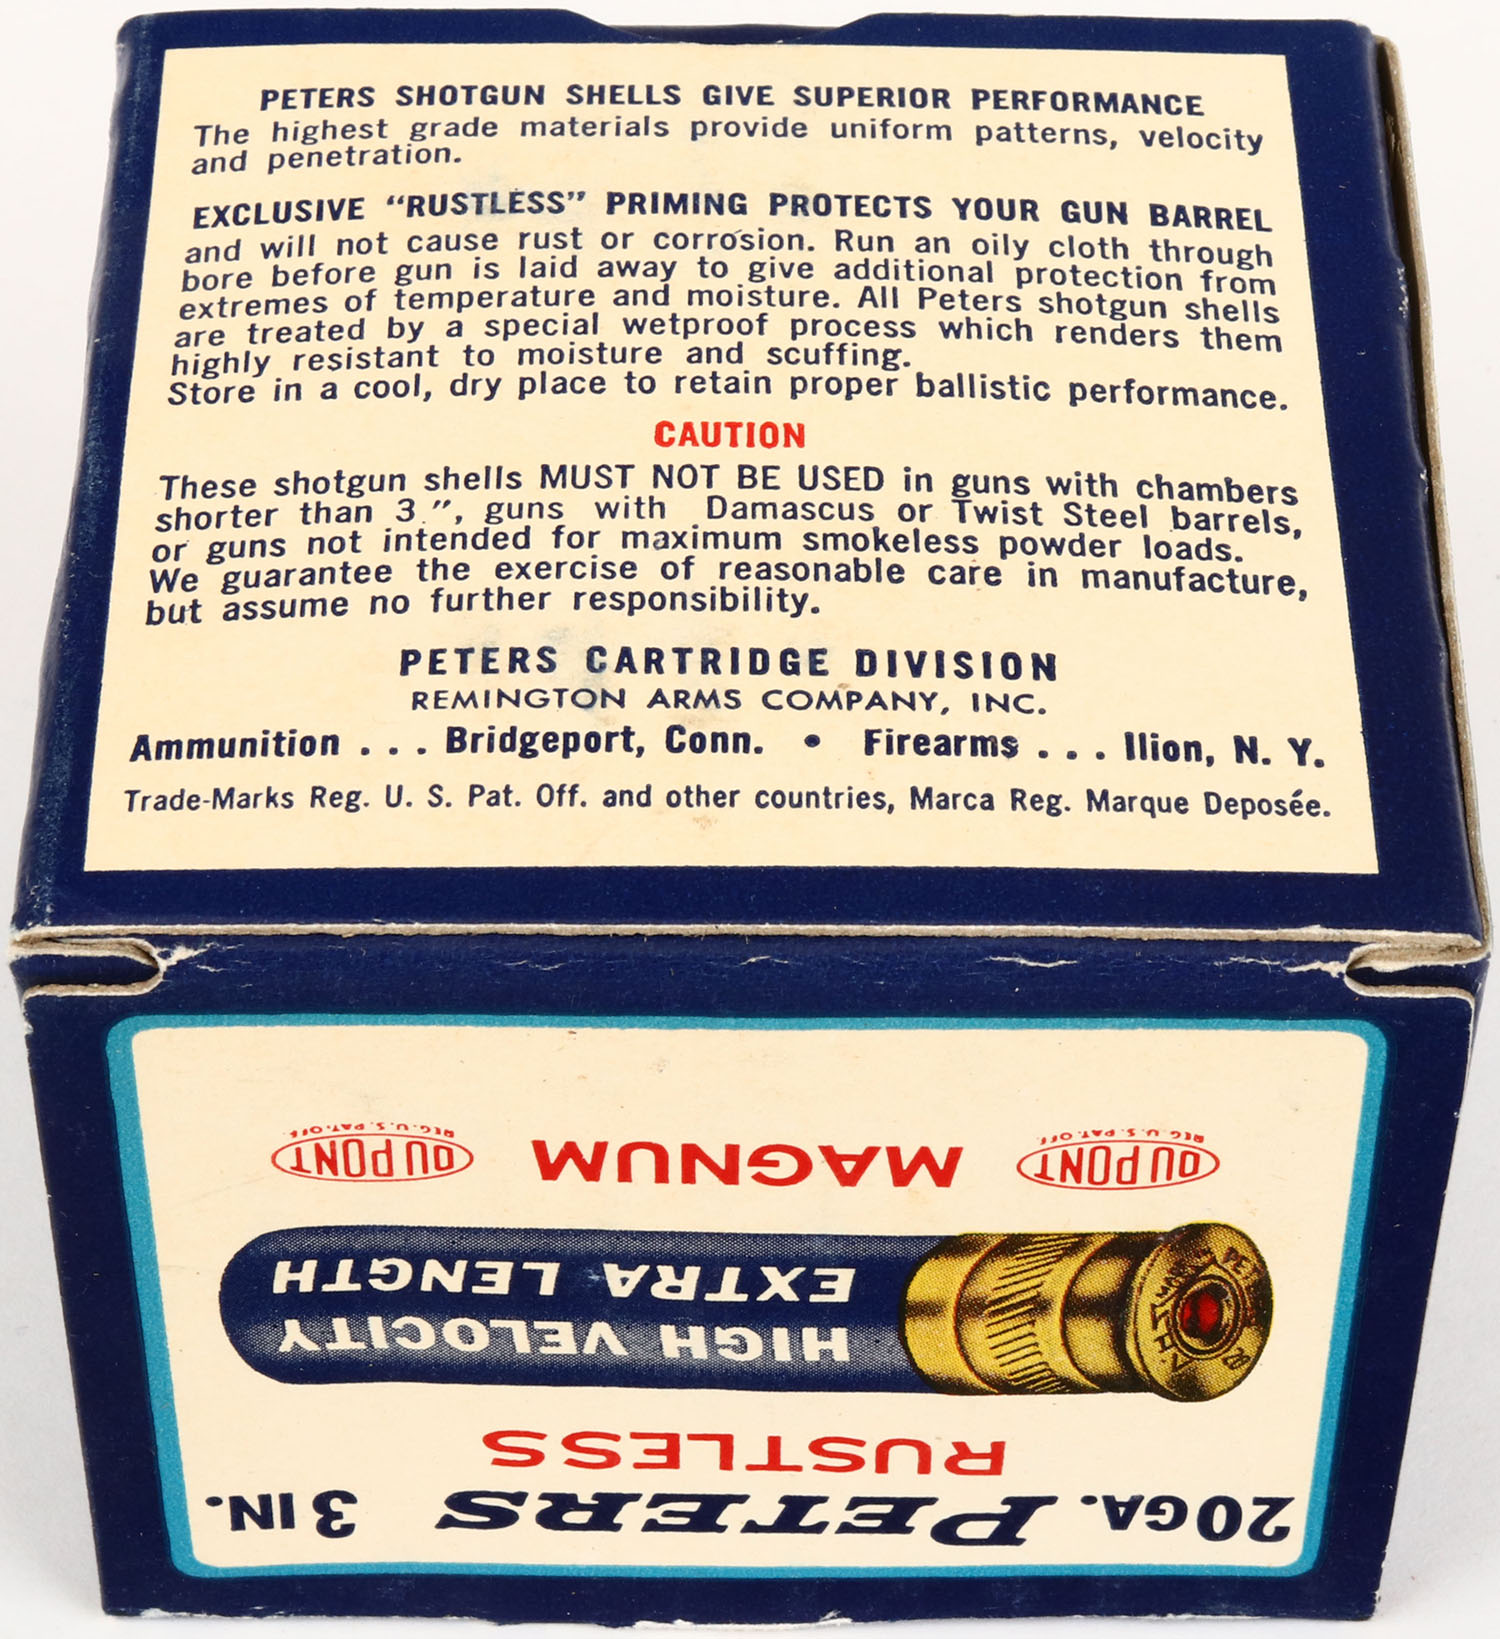 PETERS SHOTGUN SHELLS GIVE SUPERIOR PERFORMANCE
The highest grade materials provide uniform patterns, velocity
and penetration.
EXCLUSIVE "RUSTLESS" PRIMING PROTECTS YOUR GUN BARREL
and will not cause rust or corrosion. Run an oily cloth through
bore before gun is laid away to give additional protection from
extremes of temperature and moisture. All Peters shotgun shells
are treated by a special wetproof process which renders them
highly resistant to moisture and scuffing.
Store in a cool, dry place to retain proper ballistic performance.
CAUTION
These shotgun shells MUST NOT BE USED in guns with chambers
shorter than 3 ", guns with Damascus or Twist Steel barrels,
or guns not intended for maximum smokeless powder loads.
We guarantee the exercise of reasonable care in manufacture,
but assume no further responsibility.
PETERS CARTRIDGE DIVISION
REMINGTON ARMS COMPANY, INC.
Ammunition . . . Bridgeport, Conn. • Firearms . . . Ilion, N. Y.
Trade-Marks Reg. U. S. Pat. Off. and other countries, Marca Reg. Marque Deposée.
20GA. PETERS 3 IN.
RUSTLESS
HIGH VELOCITY
EXTRA LENGTH
DU PONT MAGNUM DU PONT
REG. U.S. PAT. OFF. REG. U.S. PAT. OFF.